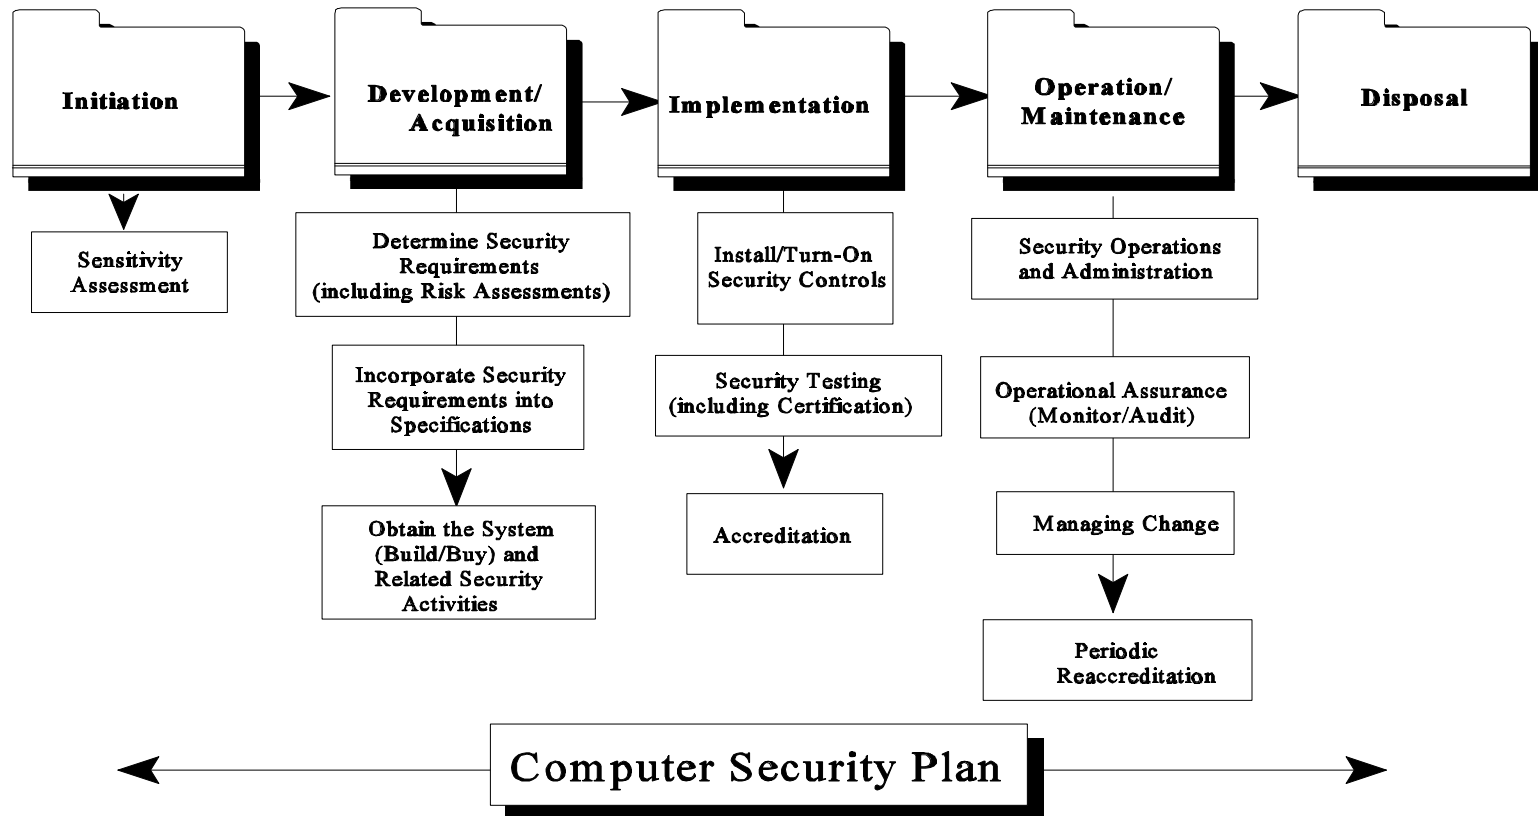 Initiation
Development/
Acquisition
Implementation
Operation/
Maintenance
Disposal
Sensitivity
Assessment
Determine Security
Requirements
(including Risk Assessments)
Incorporate Security
Requirements into
Specifications
Obtain the System
(Build/Buy) and
Related Security
Activities
Install/Turn-On
Security Controls
Security Testing
(including Certification)
Accreditation
Security Operations
and Administration
Operational Assurance
(Monitor/Audit)
Managing Change
Periodic
Reaccreditation
Computer Security Plan